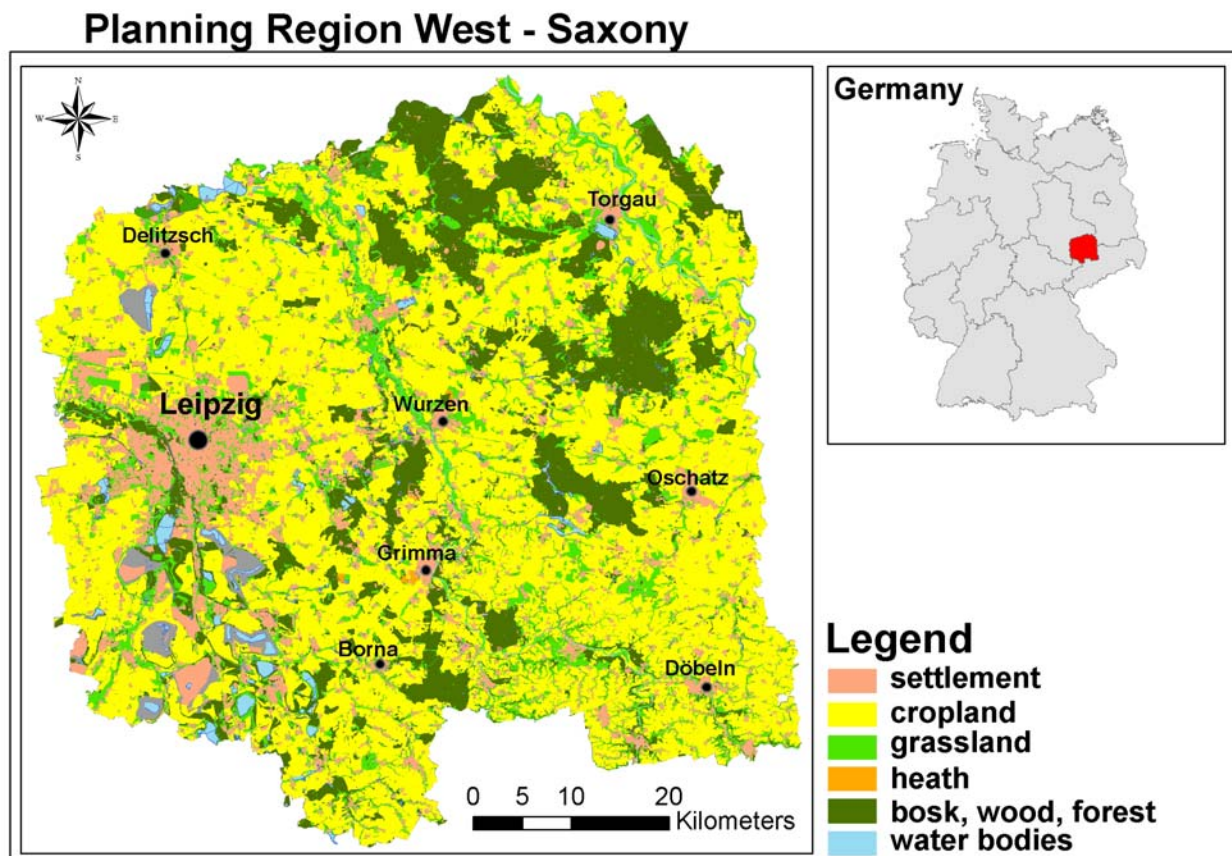 Planning Region West - Saxony
N
W E
S
Germany
Torgau
Delitzsch
Leipzig
Wurzen
Oschatz
Grimma
Borna
Döbeln
0 5 10 20
Kilometers
Legend
settlement
cropland
grassland
heath
bosk, wood, forest
water bodies